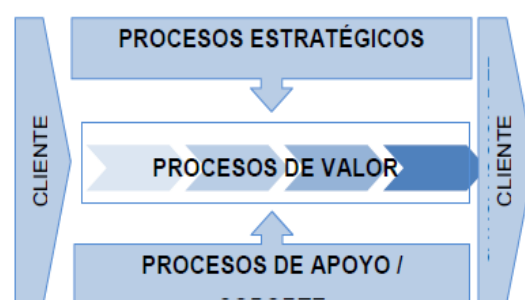 PROCESOS ESTRATÉGICOS
CLIENTE
PROCESOS DE VALOR
CLIENTE
PROCESOS DE APOYO /